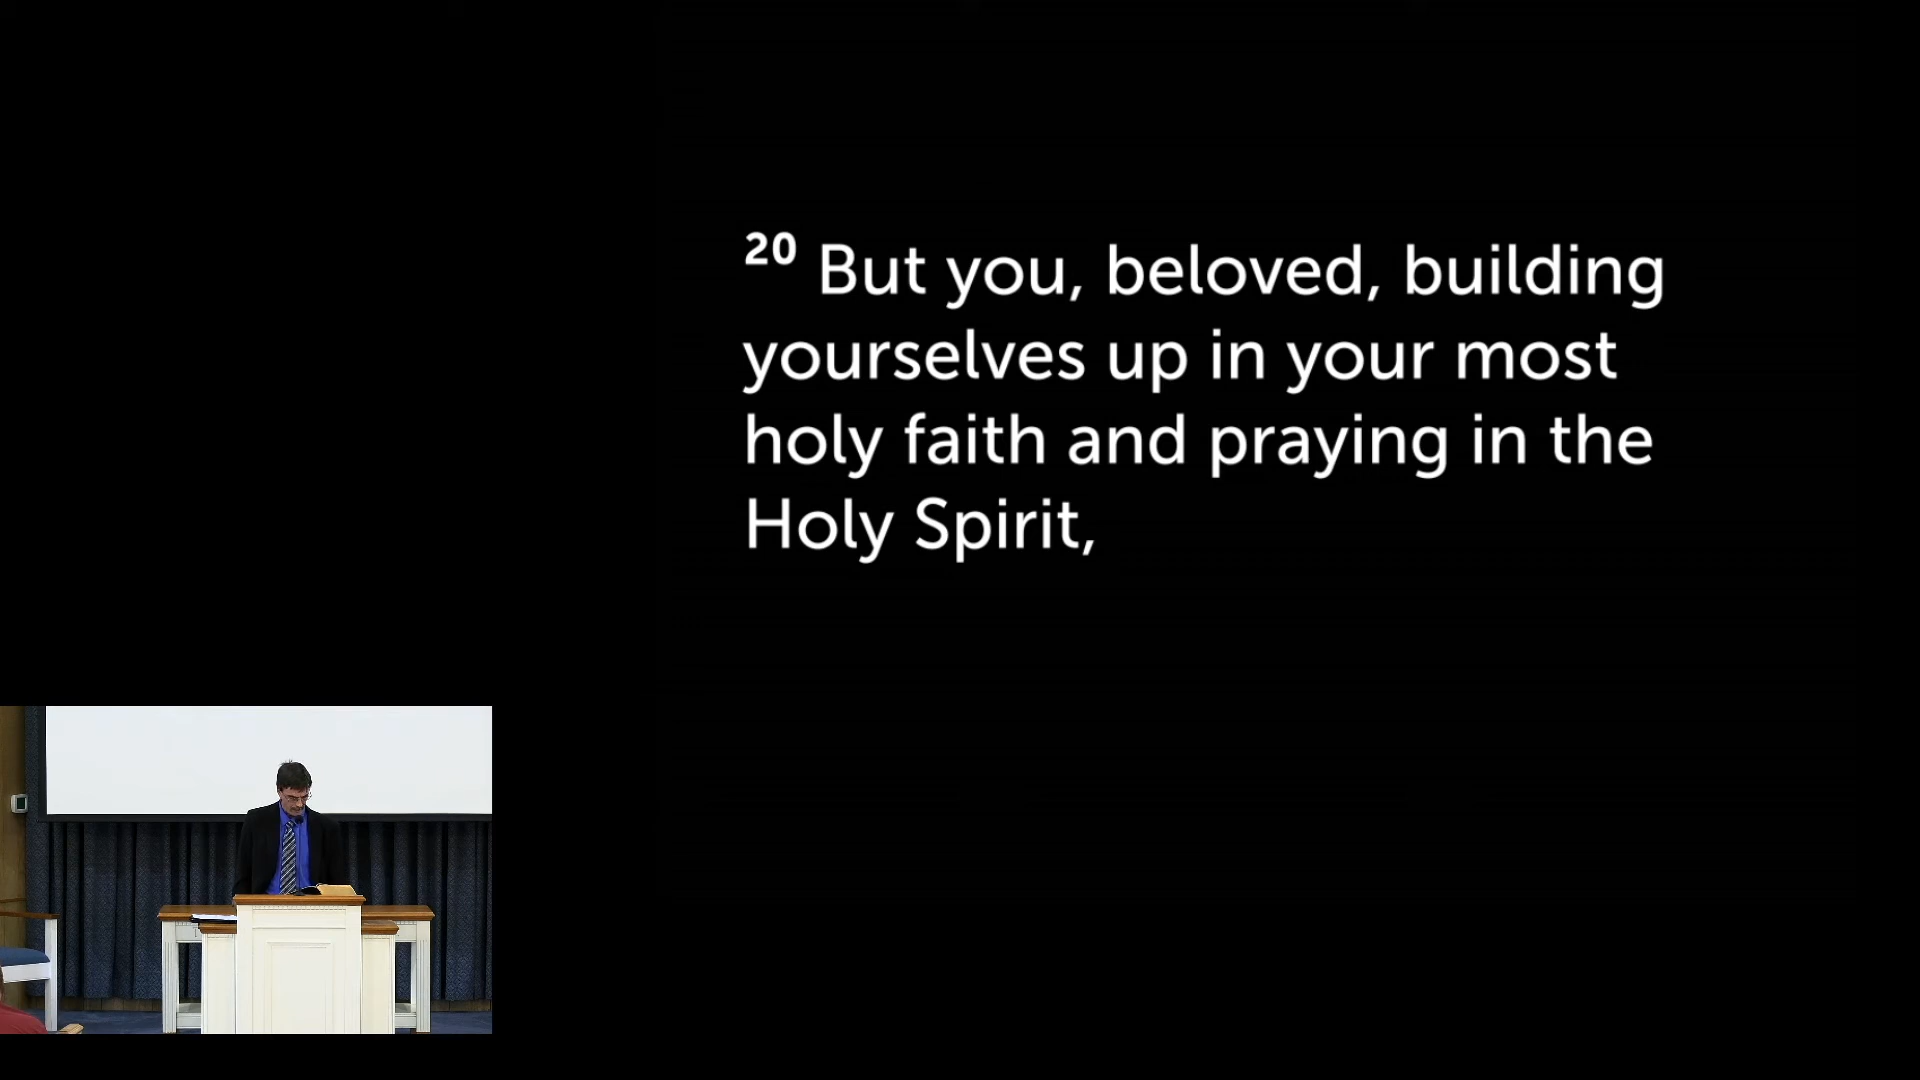 20 But you, beloved, building
yourselves up in your most
holy faith and praying in the
Holy Spirit,